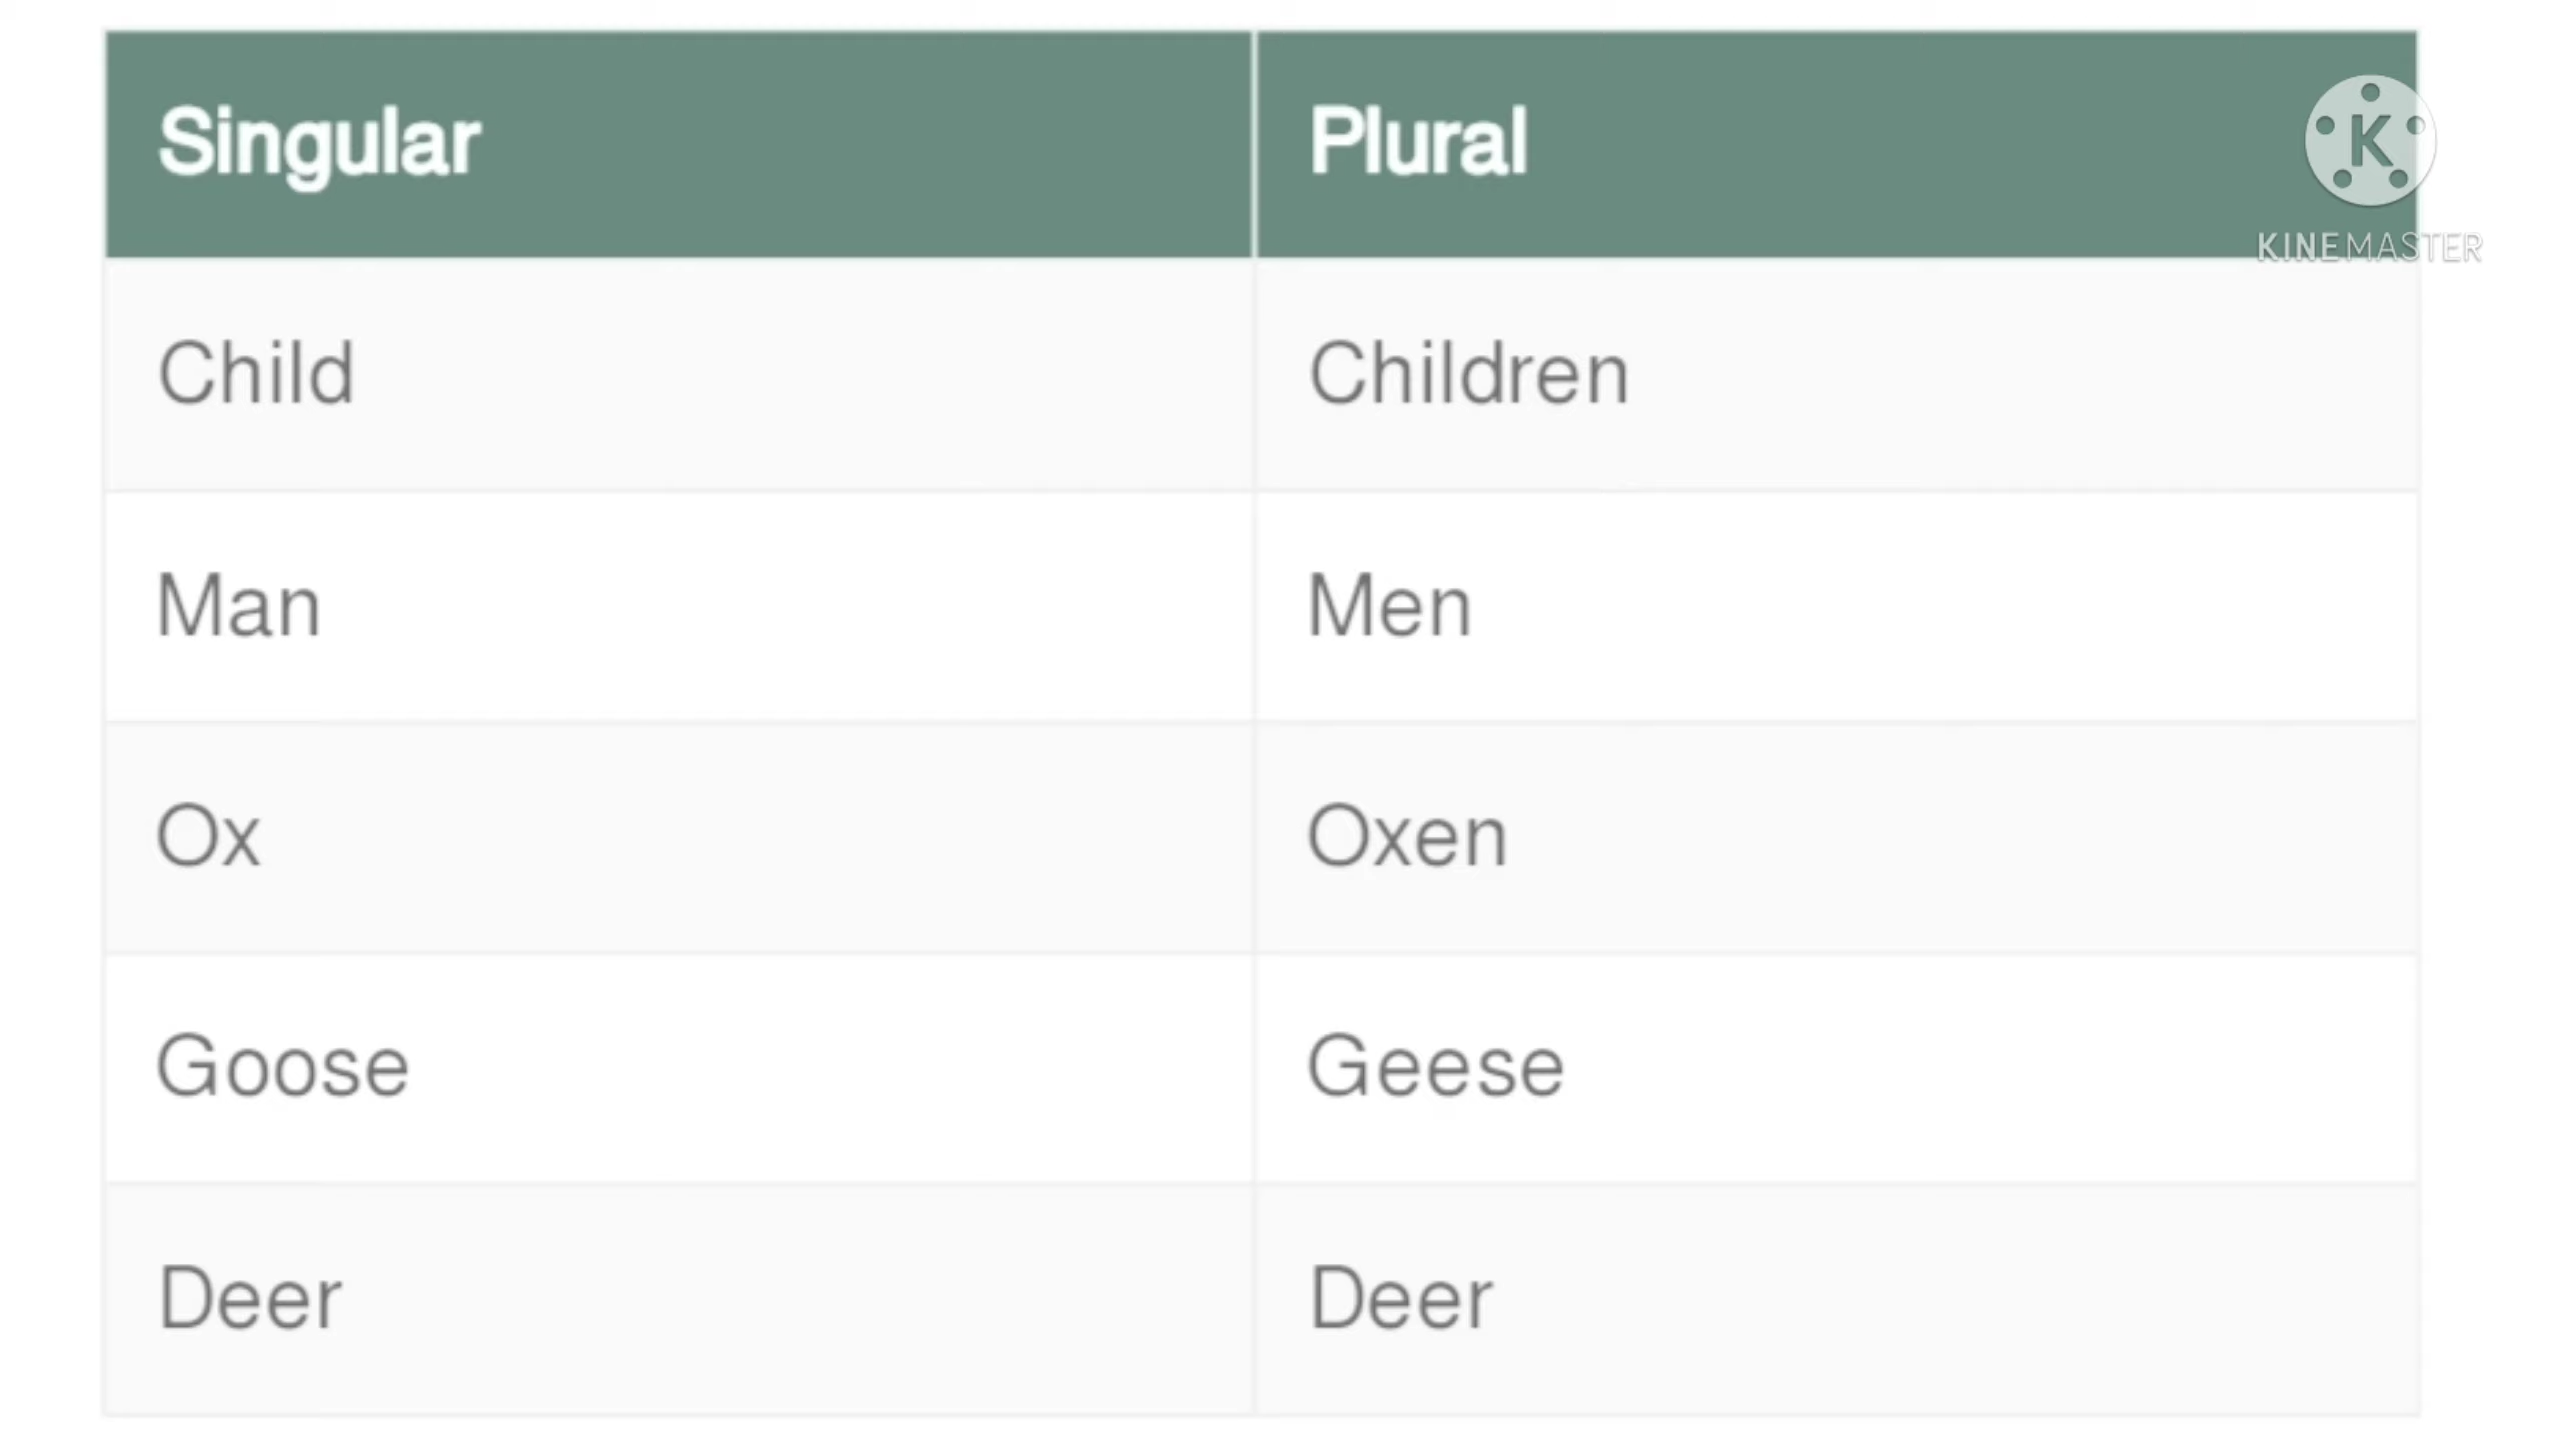 Singular Plural
K
KINEMASTER
Child Children
Man Men
Ox Oxen
Goose Geese
Deer Deer